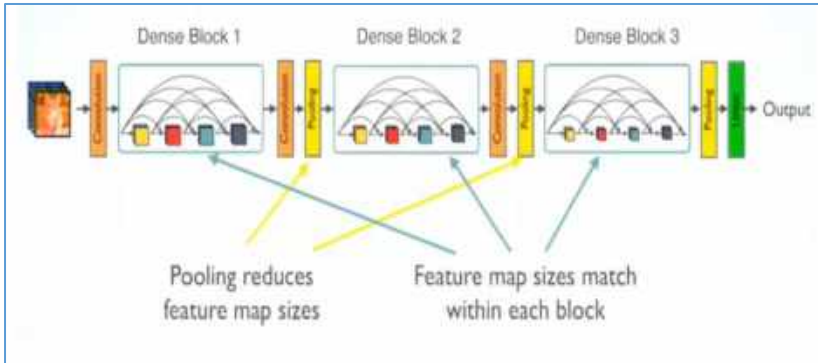 Dense Block 1
Dense Block 2
Dense Block 3
Convolution
Convolution
Pooling
Convolution
Pooling
Pooling
Linear
Output
Pooling reduces
feature map sizes
Feature map sizes match
within each block